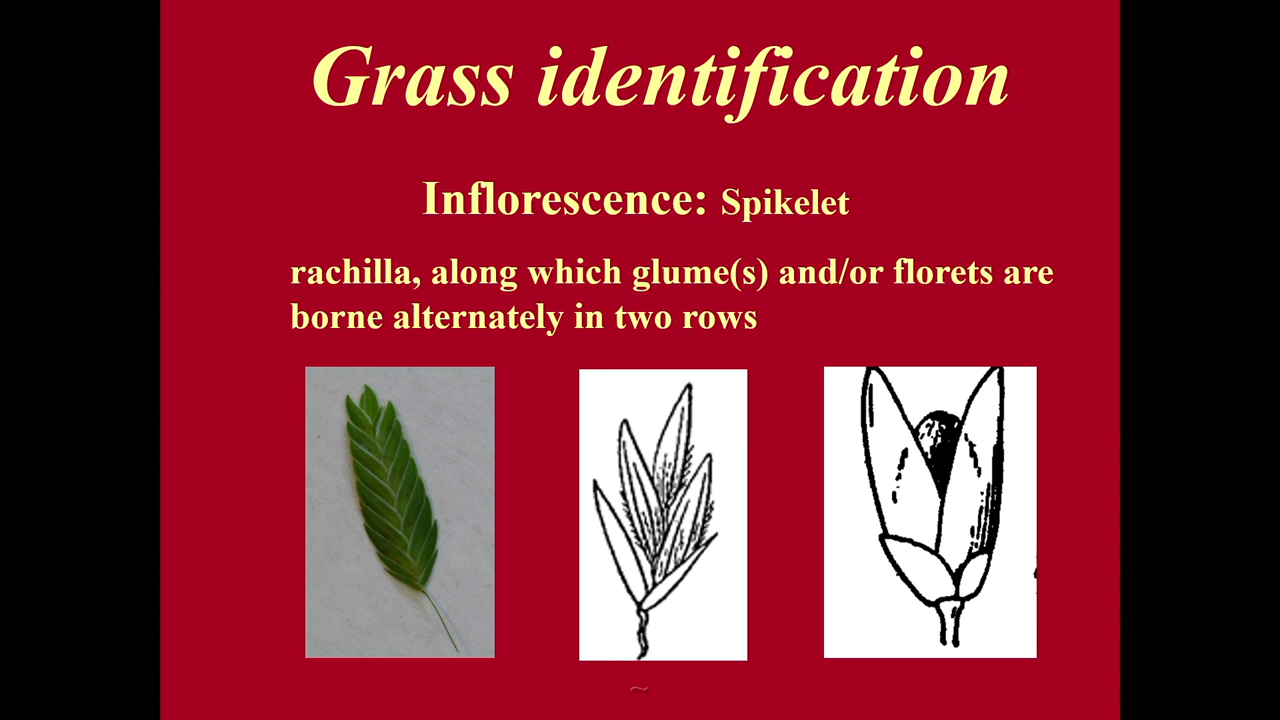 Grass identification
Inflorescence: Spikelet
rachilla, along which glume(s) and/or florets are
borne alternately in two rows
~